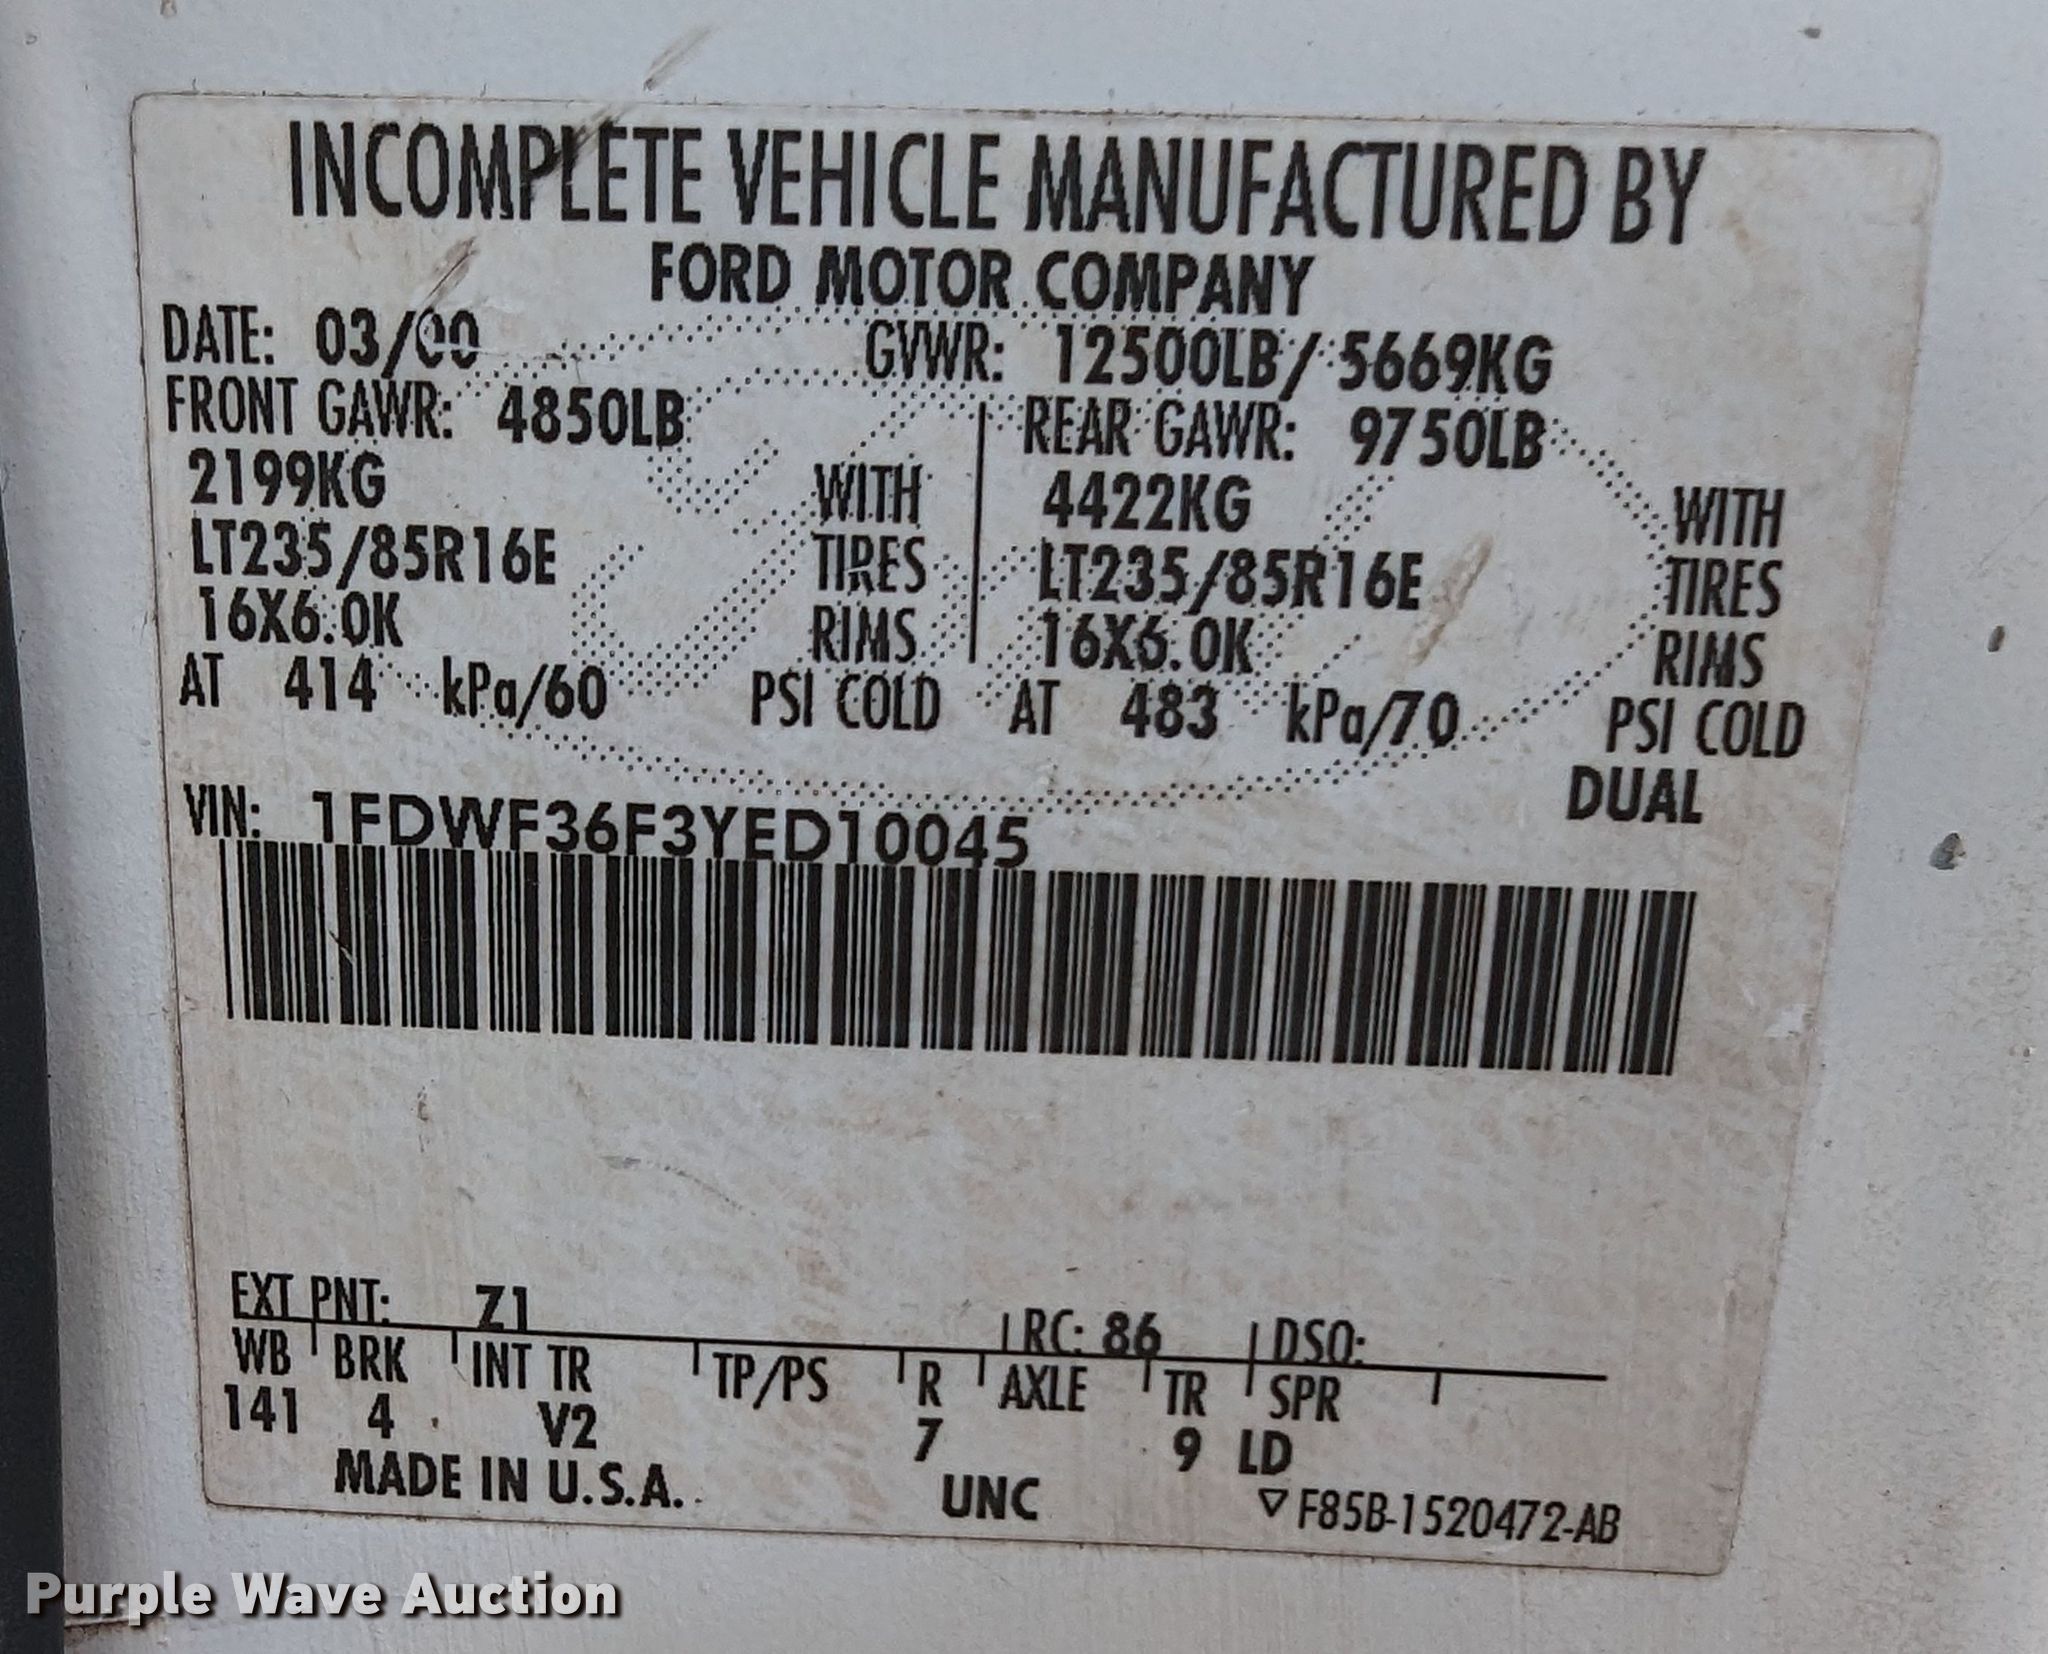 INCOMPLETE VEHICLE MANUFACTURED BY
FORD MOTOR COMPANY
DATE: 03/00 GVWR: 12500LB/ 5669KG
FRONT GAWR: 4850LB REAR GAWR: 9750LB
2199KG WITH 4422KG WITH
LT235/85R16E TIRES LT235/85R16E TIRES
16X6.0K RIMS 16X6.0K RIMS
AT 414 kPa/60 PSI COLD AT 483 kPa/70 PSI COLD
DUAL
VIN: 1FDWF36F3YED10045
EXT PNT: Z1 RC: 86 DSO:
WB BRK INT TR TP/PS R AXLE TR SPR
141 4 V2 7 9 LD
MADE IN U.S.A. UNC F85B-1520472-AB
Purple Wave Auction